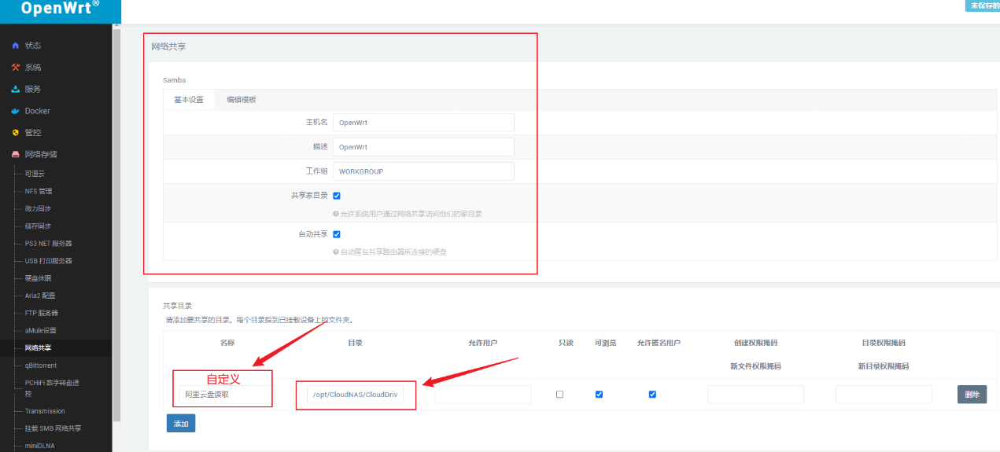 OpenWrt®
未保存的
状态
系统
服务
Docker
管控
网络存储
可道云
NFS 管理
微力同步
储存同步
PS3 NET 服务器
USB 打印服务器
硬盘休眠
Aria2 配置
FTP 服务器
aMule设置
网络共享
qBittorrent
PCHiFi 数字转盘遥
控
Transmission
挂载 SMB 网络共享
miniDLNA
网络共享
Samba
基本设置 编辑模板
主机名 OpenWrt
描述 OpenWrt
工作组 WORKGROUP
共享家目录
允许系统用户通过网络共享访问他们的家目录
自动共享
自动匿名共享路由器所连接的硬盘
共享目录
请添加要共享的目录。每个目录指到已挂载设备上的文件夹。
名称 目录 允许用户 只读 可浏览 允许匿名用户 创建权限掩码 目录权限掩码
新文件权限掩码 新目录权限掩码
自定义
阿里云盘读取 /opt/CloudNAS/CloudDriv 删除
添加